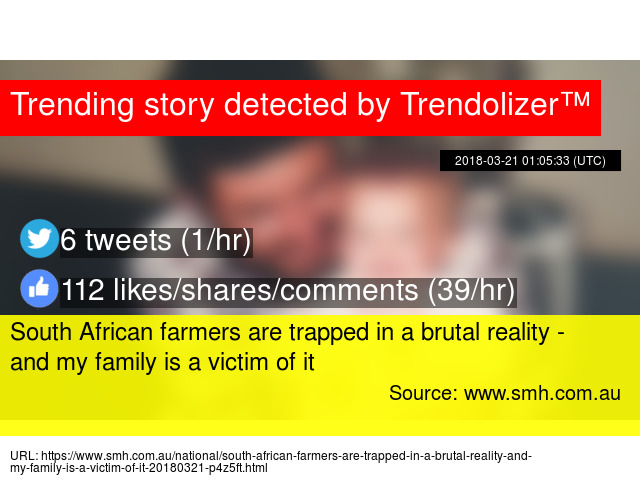 Trending story detected by Trendolizer™
2018-03-21 01:05:33 (UTC)
6 tweets (1/hr)
112 likes/shares/comments (39/hr)
South African farmers are trapped in a brutal reality -
and my family is a victim of it
Source: www.smh.com.au
URL: https://www.smh.com.au/national/south-african-farmers-are-trapped-in-a-brutal-reality-and-
my-family-is-a-victim-of-it-20180321-p4z5ft.html